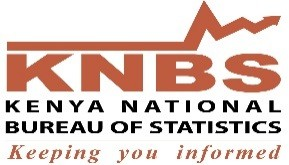 KNBS
KENYA NATIONAL
BUREAU OF STATISTICS
Keeping you informed